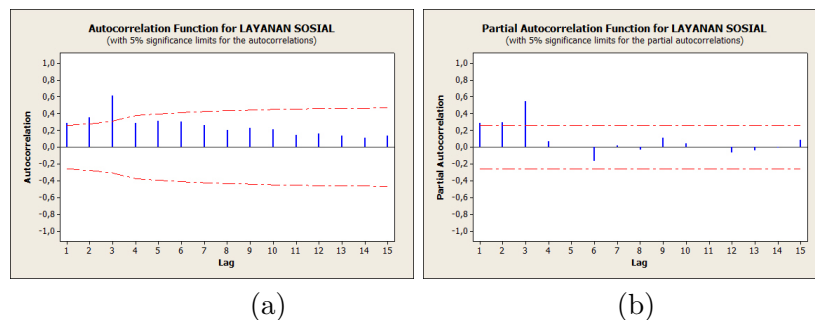 Autocorrelation Function for LAYANAN SOSIAL
(with 5% significance limits for the autocorrelations)
Autocorrelation
1,0
0,8
0,6
0,4
0,2
0,0
-0,2
-0,4
-0,6
-0,8
-1,0
1 2 3 4 5 6 7 8 9 10 11 12 13 14 15
Lag
(a)
Partial Autocorrelation Function for LAYANAN SOSIAL
(with 5% significance limits for the partial autocorrelations)
Partial Autocorrelation
1,0
0,8
0,6
0,4
0,2
0,0
-0,2
-0,4
-0,6
-0,8
-1,0
1 2 3 4 5 6 7 8 9 10 11 12 13 14 15
Lag
(b)